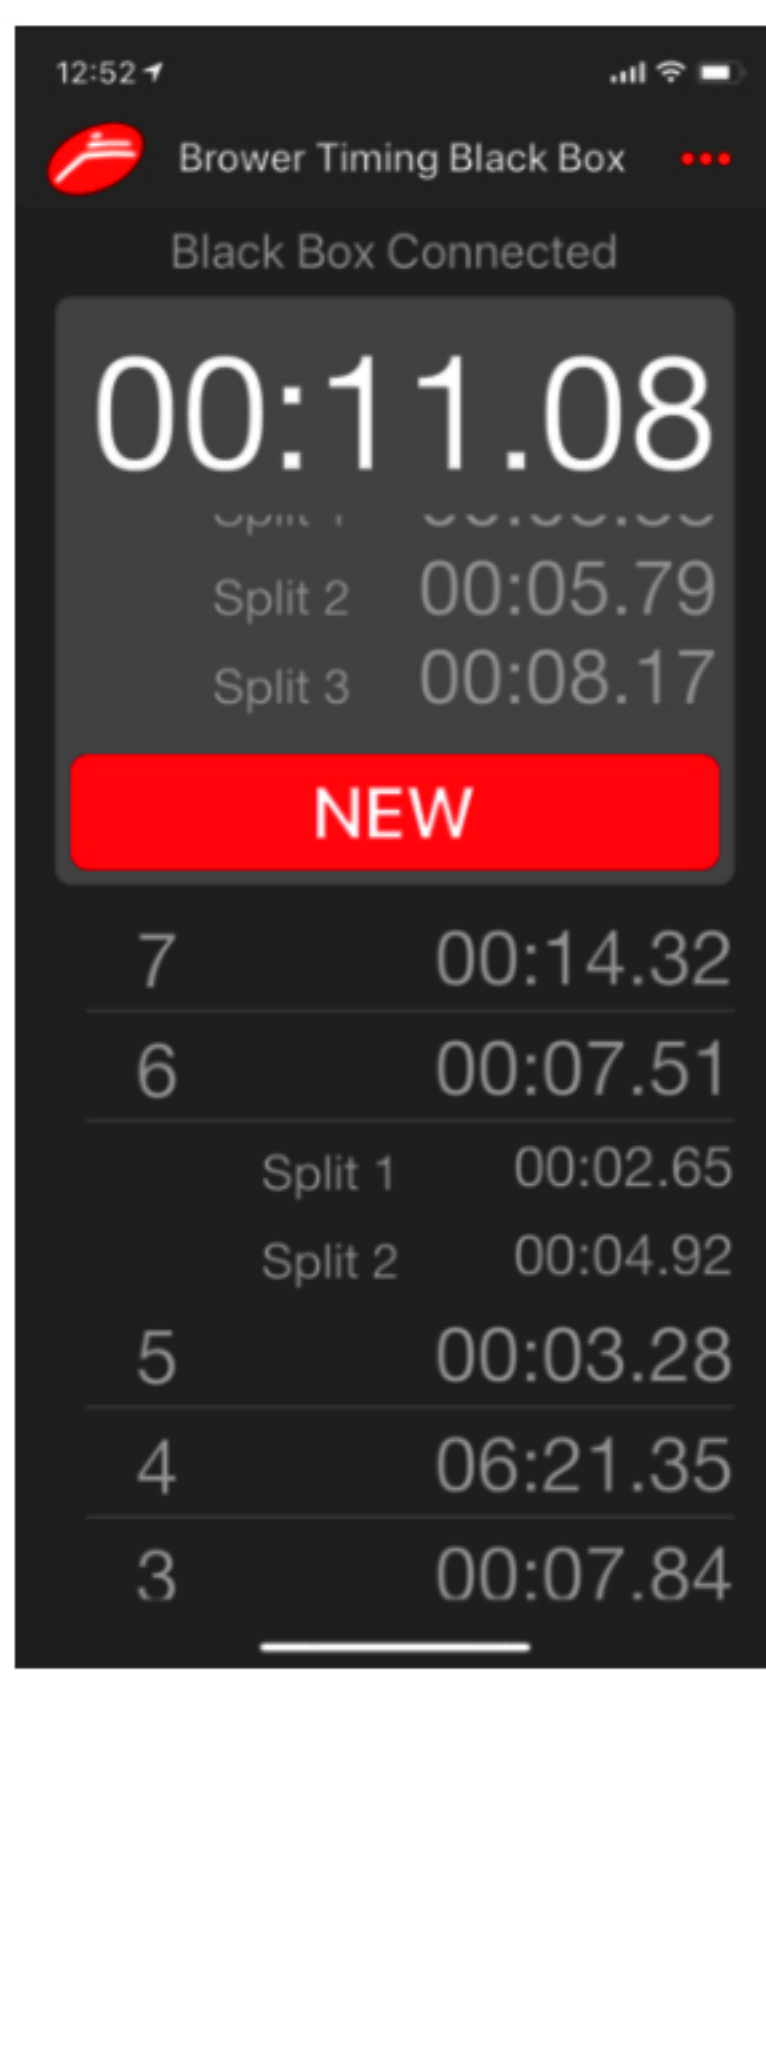 12:52
Brower Timing Black Box
Black Box Connected
00:11.08
Split 1
Split 2 00:05.79
Split 3 00:08.17
NEW
7 00:14.32
6 00:07.51
Split 1 00:02.65
Split 2 00:04.92
5 00:03.28
4 06:21.35
3 00:07.84